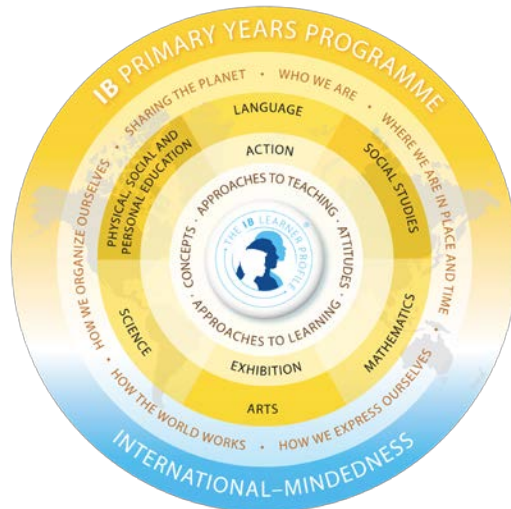 IB PRIMARY YEARS PROGRAMME
SHARING THE PLANET • WHO WE ARE • WHERE WE ARE IN PLACE AND TIME • HOW WE EXPRESS OURSELVES • HOW THE WORLD WORKS • HOW WE ORGANIZE OURSELVES •
LANGUAGE
SOCIAL STUDIES
MATHEMATICS
ARTS
SCIENCE
PHYSICAL, SOCIAL AND
PERSONAL EDUCATION
ACTION
EXHIBITION
APPROACHES TO TEACHING • ATTITUDES • APPROACHES TO LEARNING • CONCEPTS •
• THE IB LEARNER PROFILE • ®
INTERNATIONAL–MINDEDNESS